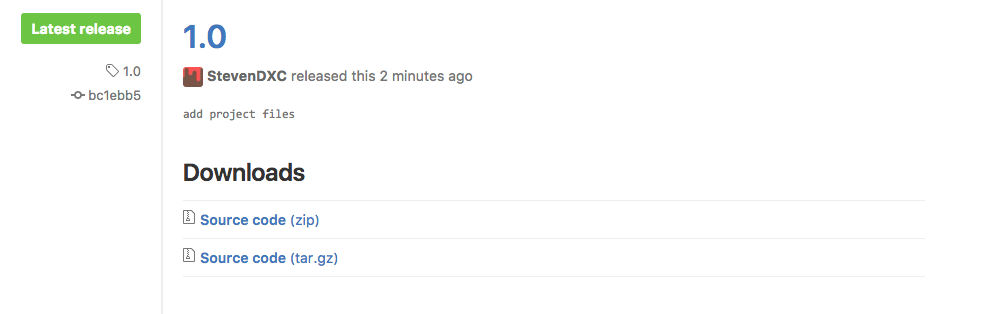 Latest release
1.0
bc1ebb5
1.0
StevenDXC released this 2 minutes ago
add project files
Downloads
Source code (zip)
Source code (tar.gz)